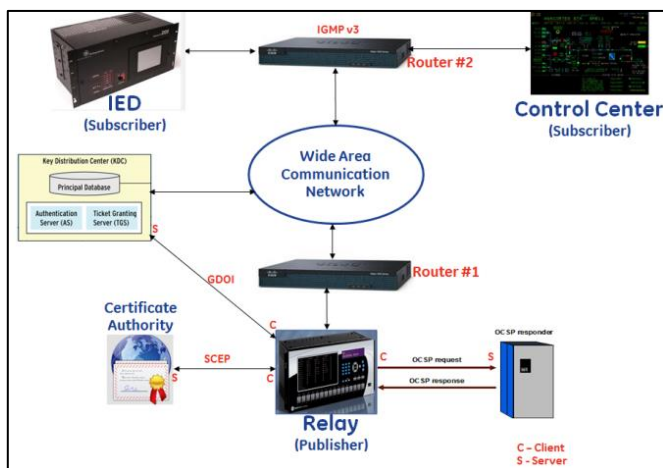 IGMP v3
Router #2
IED
(Subscriber)
Control Center
(Subscriber)
Key Distribution Center (KDC)
Principal Database
Authentication
Server (AS)
Ticket Granting
Server (TGS)
S
Wide Area
Communication
Network
Router #1
GDOI
C
Certificate
Authority
SCEP
S
C
C
OCSP request
S
OCSP response
OCSP responder
Relay
(Publisher)
C – Client
S - Server